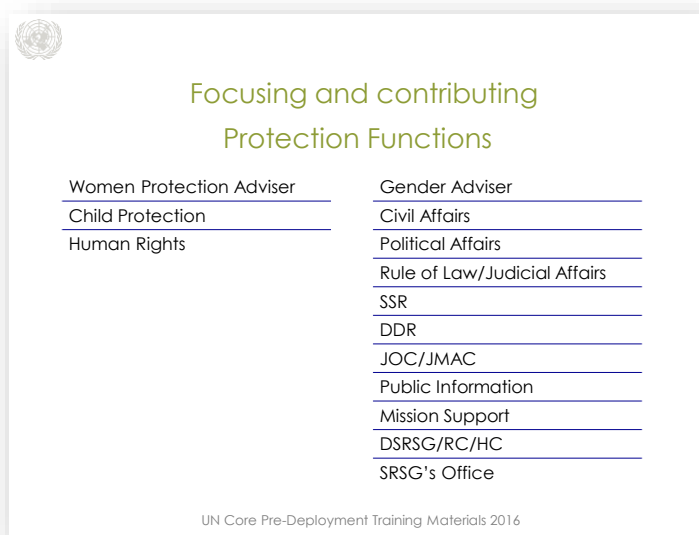 Focusing and contributing
Protection Functions
Women Protection Adviser
Child Protection
Human Rights
Gender Adviser
Civil Affairs
Political Affairs
Rule of Law/Judicial Affairs
SSR
DDR
JOC/JMAC
Public Information
Mission Support
DSRSG/RC/HC
SRSG's Office
UN Core Pre-Deployment Training Materials 2016